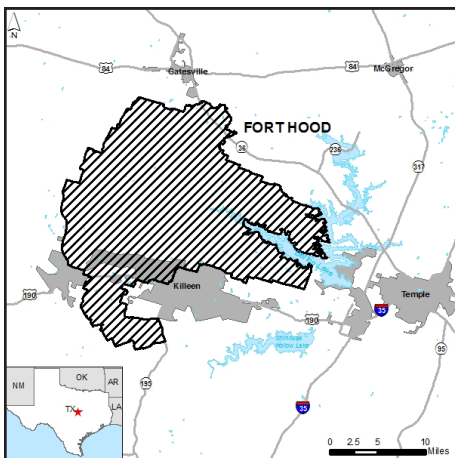 N
84
Gatesville
84
McGregor
FORT HOOD
36
236
317
190
Killeen
Temple
190
35
Stillhouse
Hollow Lake
95
195
35
NM
OK
AR
TX
LA
0 2.5 5 10
Miles